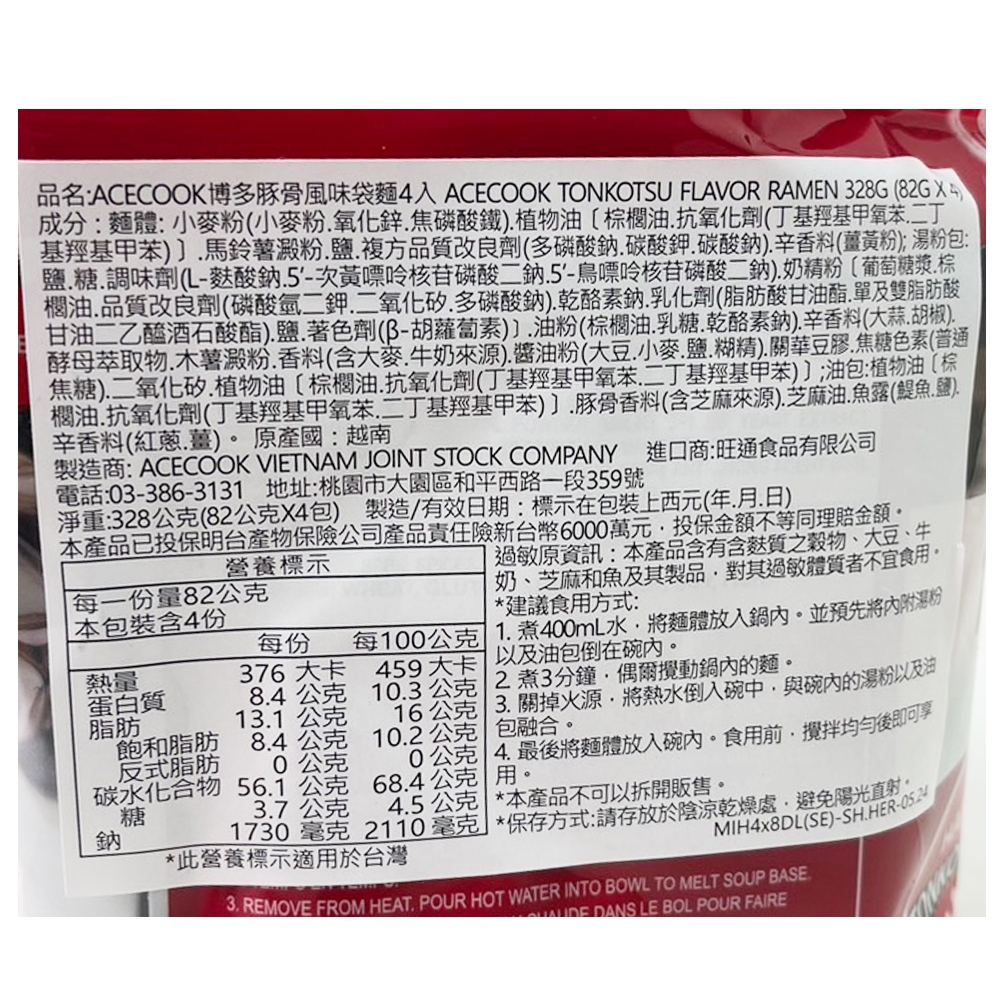 品名:ACECOOK博多豚骨風味袋麵4入 ACECOOK TONKOTSU FLAVOR RAMEN 328G (82G X 4)
成分：麵體: 小麥粉(小麥粉.氧化鋅.焦磷酸鐵).植物油〔棕櫚油.抗氧化劑(丁基羥基甲氧苯.二丁
基羥基甲苯)〕.馬鈴薯澱粉.鹽.複方品質改良劑(多磷酸鈉.碳酸鉀.碳酸鈉).辛香料(薑黃粉); 湯粉包:
鹽.糖.調味劑(L-麩酸鈉.5'-次黃嘌呤核苷磷酸二鈉.5'-鳥嘌呤核苷磷酸二鈉).奶精粉〔葡萄糖漿.棕
櫚油.品質改良劑(磷酸氫二鉀.二氧化矽.多磷酸鈉).乾酪素鈉.乳化劑(脂肪酸甘油酯.單及雙脂肪酸
甘油二乙醯酒石酸酯).鹽.著色劑(β-胡蘿蔔素)〕.油粉(棕櫚油.乳糖.乾酪素鈉).辛香料(大蒜.胡椒).
酵母萃取物.木薯澱粉.香料(含大麥.牛奶來源).醬油粉(大豆.小麥.鹽.糊精).關華豆膠.焦糖色素(普通
焦糖).二氧化矽.植物油〔棕櫚油.抗氧化劑(丁基羥基甲氧苯.二丁基羥基甲苯)〕;油包:植物油〔棕
櫚油.抗氧化劑(丁基羥基甲氧苯.二丁基羥基甲苯)〕.豚骨香料(含芝麻來源).芝麻油.魚露(鯷魚.鹽).
辛香料(紅蔥.薑)。 原產國：越南
製造商: ACECOOK VIETNAM JOINT STOCK COMPANY 進口商:旺通食品有限公司
電話:03-386-3131 地址:桃園市大園區和平西路一段359號
淨重:328公克(82公克X4包) 製造/有效日期：標示在包裝上西元(年.月.日)
本產品已投保明台產物保險公司產品責任險新台幣6000萬元，投保金額不等同理賠金額。
營養標示
每一份量82公克
本包裝含4份
每份 每100公克
熱量 376 大卡 459 大卡
蛋白質 8.4 公克 10.3 公克
脂肪 13.1 公克 16 公克
飽和脂肪 8.4 公克 10.2 公克
反式脂肪 0 公克 0 公克
碳水化合物 56.1 公克 68.4 公克
糖 3.7 公克 4.5 公克
鈉 1730 毫克 2110 毫克
*此營養標示適用於台灣
過敏原資訊：本產品含有含麩質之穀物、大豆、牛
奶、芝麻和魚及其製品，對其過敏體質者不宜食用。
*建議食用方式:
1. 煮400mL水，將麵體放入鍋內。並預先將內附湯粉
以及油包倒在碗內。
2. 煮3分鐘，偶爾攪動鍋內的麵。
3. 關掉火源，將熱水倒入碗中，與碗內的湯粉以及油
包融合。
4. 最後將麵體放入碗內。食用前，攪拌均勻後即可享
用。
*本產品不可以拆開販售。
*保存方式:請存放於陰涼乾燥處，避免陽光直射。
MIH4x8DL(SE)-SH.HER-05.24
3. REMOVE FROM HEAT. POUR HOT WATER INTO BOWL TO MELT SOUP BASE.
DANS LE BOL POUR FAIRE